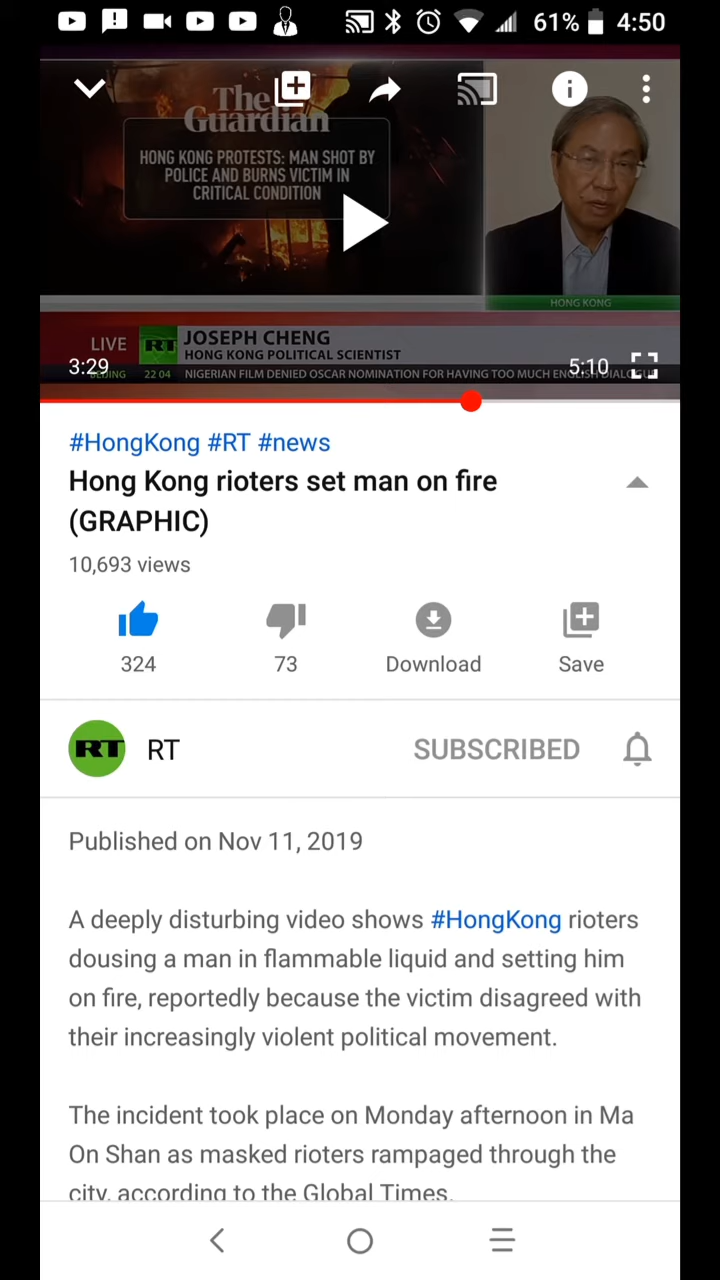 61% 4:50
The
Guardian
HONG KONG PROTESTS: MAN SHOT BY
POLICE AND BURNS VICTIM IN
CRITICAL CONDITION
HONG KONG
LIVE RT JOSEPH CHENG
HONG KONG POLITICAL SCIENTIST
3:29 5:10
BEIJING 22 04 NIGERIAN FILM DENIED OSCAR NOMINATION FOR HAVING TOO MUCH ENGLISH DIALOGU
#HongKong #RT #news
Hong Kong rioters set man on fire
(GRAPHIC)
10,693 views
324 73 Download Save
RT RT SUBSCRIBED
Published on Nov 11, 2019
A deeply disturbing video shows #HongKong rioters
dousing a man in flammable liquid and setting him
on fire, reportedly because the victim disagreed with
their increasingly violent political movement.
The incident took place on Monday afternoon in Ma
On Shan as masked rioters rampaged through the
city, according to the Global Times.